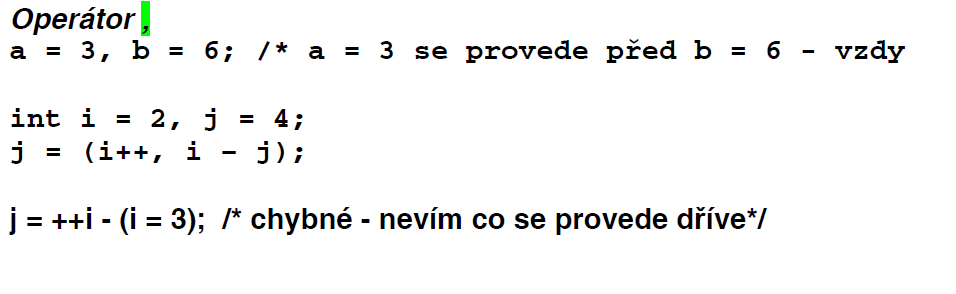 Operátor ,
a = 3, b = 6; /* a = 3 se provede před b = 6 - vzdy
int i = 2, j = 4;
j = (i++, i - j);
j = ++i - (i = 3); /* chybné - nevím co se provede dříve*/